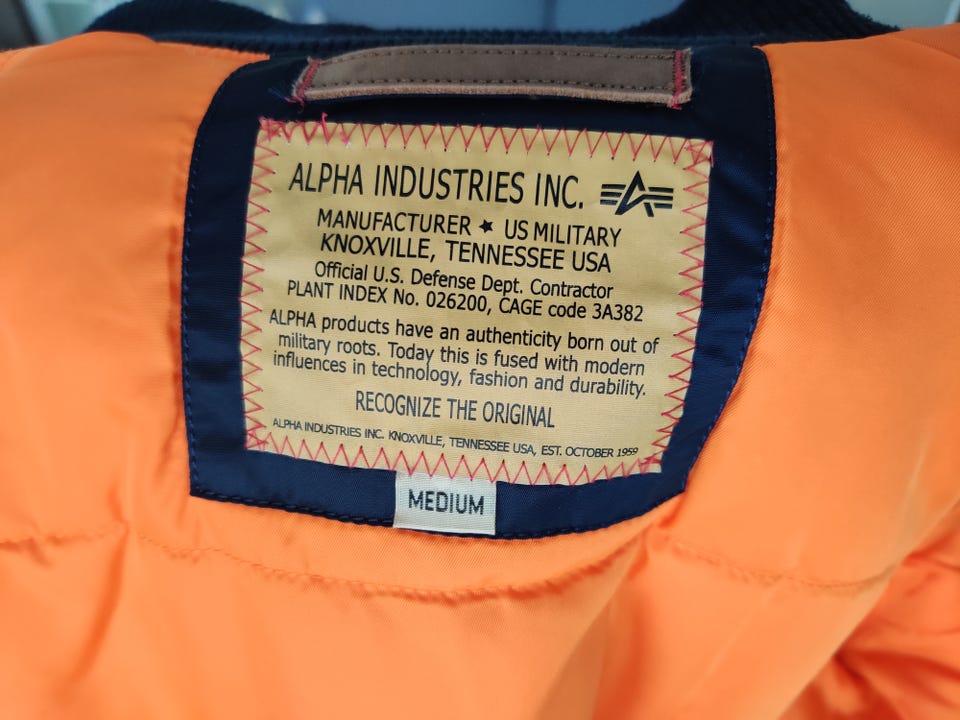 ALPHA INDUSTRIES INC.
MANUFACTURER ★ US MILITARY
KNOXVILLE, TENNESSEE USA
Official U.S. Defense Dept. Contractor
PLANT INDEX No. 026200, CAGE code 3A382
ALPHA products have an authenticity born out of
military roots. Today this is fused with modern
influences in technology, fashion and durability.
RECOGNIZE THE ORIGINAL
ALPHA INDUSTRIES INC. KNOXVILLE, TENNESSEE USA, EST. OCTOBER 1959
MEDIUM